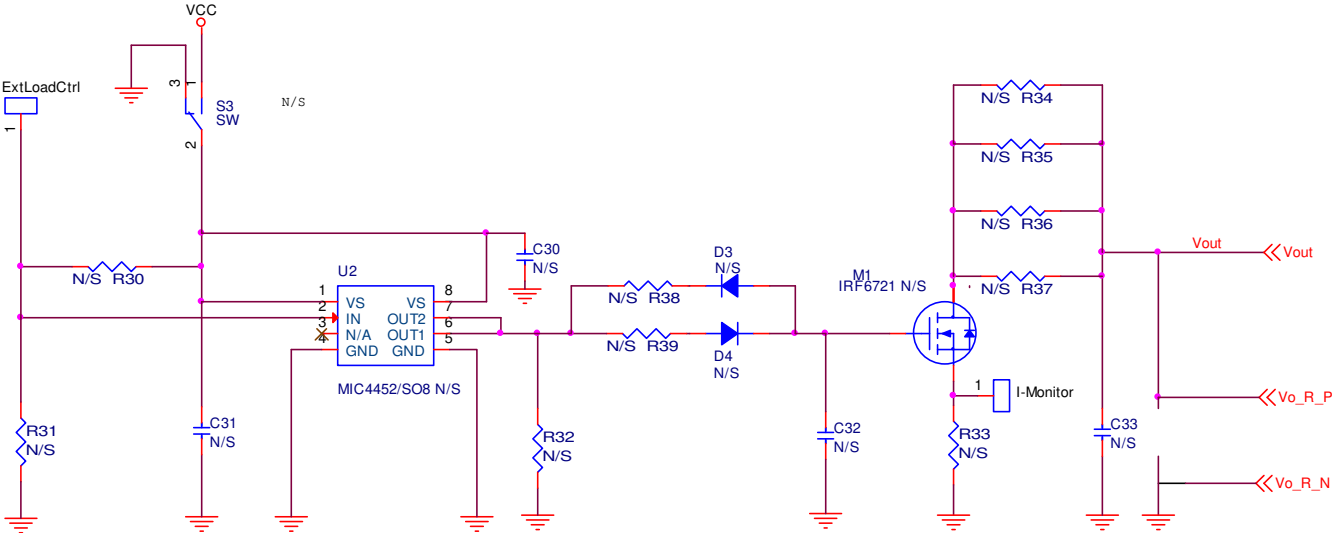 VCC
ExtLoadCtrl
1
3
1
S3
SW
2
N/S
N/S R30
R31
N/S
C31
N/S
U2
1
2
3
4
VS
IN
N/A
GND
VS
OUT2
OUT1
GND
8
7
6
5
MIC4452/SO8 N/S
C30
N/S
R32
N/S
N/S R38
N/S R39
D3
N/S
D4
N/S
C32
N/S
M1
IRF6721 N/S
1
I-Monitor
R33
N/S
N/S R34
N/S R35
N/S R36
N/S R37
C33
N/S
Vout
Vout
Vo_R_P
Vo_R_N